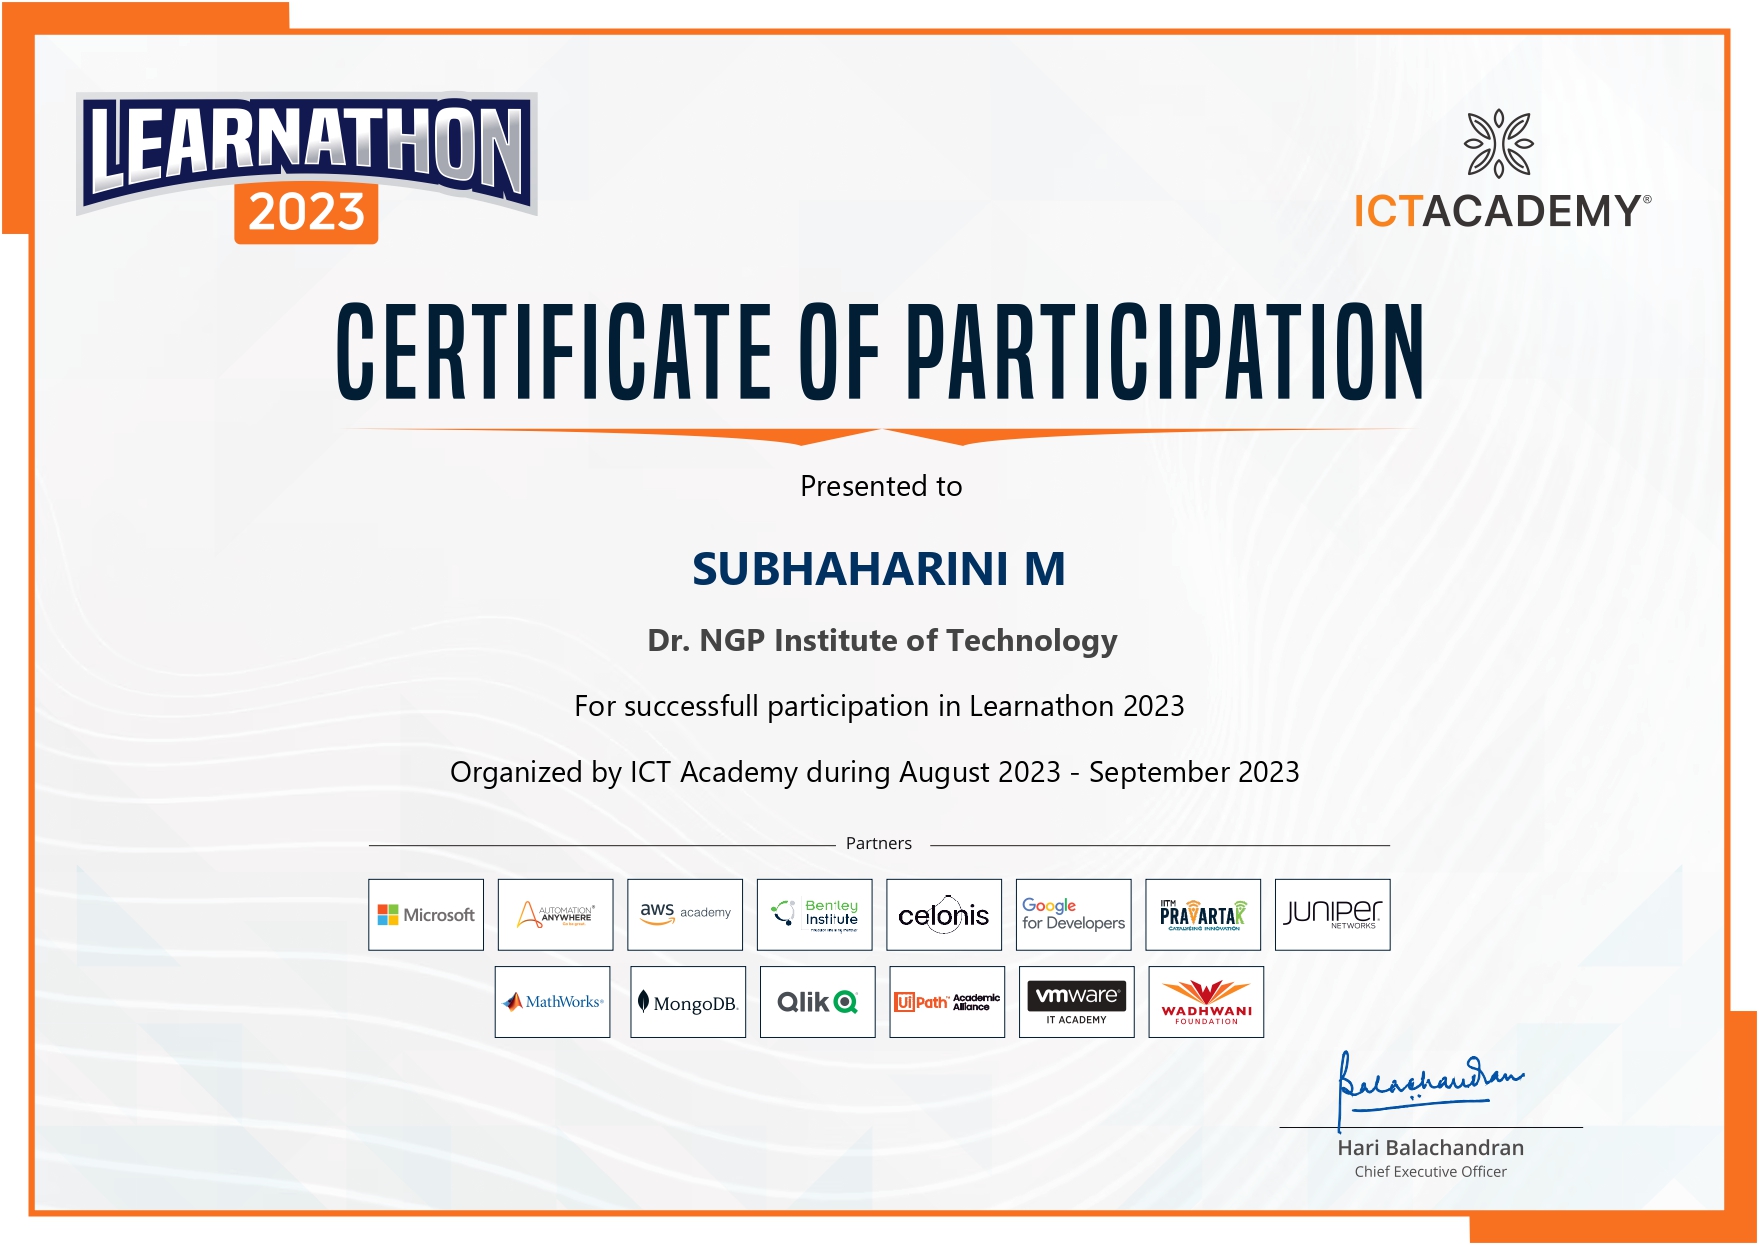 LEARNATHON
2023
ICTACADEMY®
CERTIFICATE OF PARTICIPATION
Presented to
SUBHAHARINI M
Dr. NGP Institute of Technology
For successfull participation in Learnathon 2023
Organized by ICT Academy during August 2023 - September 2023
Partners
Microsoft
AUTOMATION®
ANYWHERE
aws academy
Bentley
Institute
celonis
Google
for Developers
IITM
PRAVARTAK
CATALYSING INNOVATION
JUNIPER
NETWORKS
MathWorks®
MongoDB.
Qlik
UiPath™ Academic
Alliance
vmware®
IT ACADEMY
WADHWANI
FOUNDATION
Balachandran
Hari Balachandran
Chief Executive Officer